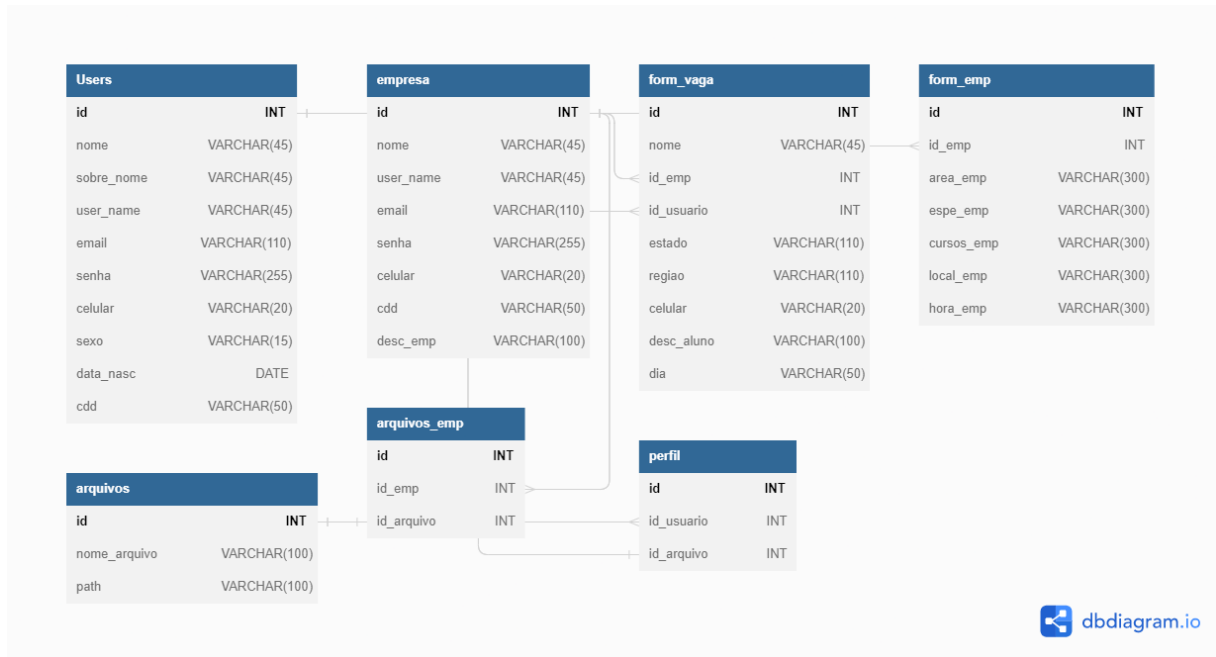 Users
id INT
nome VARCHAR(45)
sobre_nome VARCHAR(45)
user_name VARCHAR(45)
email VARCHAR(110)
senha VARCHAR(255)
celular VARCHAR(20)
sexo VARCHAR(15)
data_nasc DATE
cdd VARCHAR(50)
empresa
id INT
nome VARCHAR(45)
user_name VARCHAR(45)
email VARCHAR(110)
senha VARCHAR(255)
celular VARCHAR(20)
cdd VARCHAR(50)
desc_emp VARCHAR(100)
form_vaga
id INT
nome VARCHAR(45)
id_emp INT
id_usuario INT
estado VARCHAR(110)
regiao VARCHAR(110)
celular VARCHAR(20)
desc_aluno VARCHAR(100)
dia VARCHAR(50)
form_emp
id INT
id_emp INT
area_emp VARCHAR(300)
espe_emp VARCHAR(300)
cursos_emp VARCHAR(300)
local_emp VARCHAR(300)
hora_emp VARCHAR(300)
arquivos
id INT
nome_arquivo VARCHAR(100)
path VARCHAR(100)
arquivos_emp
id INT
id_emp INT
id_arquivo INT
perfil
id INT
id_usuario INT
id_arquivo INT
dbdiagram.io